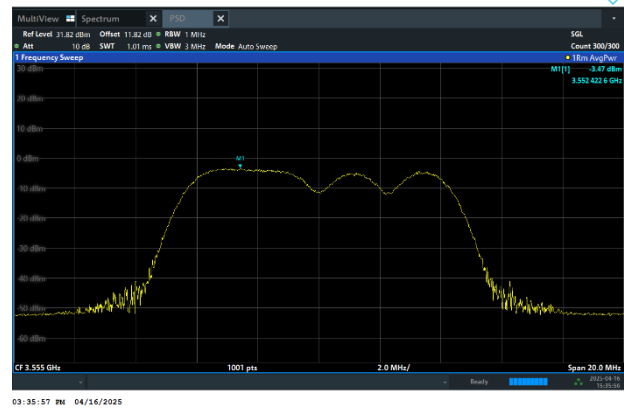 MultiView Spectrum X PSD X
Ref Level 31.82 dBm Offset 11.82 dB RBW 1 MHz SGL
Att 10 dB SWT 1.01 ms VBW 3 MHz Mode Auto Sweep Count 300/300
1 Frequency Sweep 1Rm AvgPwr
30 dBm M1[1] -3.47 dBm
3.552 422 6 GHz
20 dBm
10 dBm
0 dBm M1
-10 dBm
-20 dBm
-30 dBm
-40 dBm
-50 dBm
-60 dBm
CF 3.555 GHz 1001 pts 2.0 MHz/ Span 20.0 MHz
Ready 2025-04-16
15:35:56
03:35:57 PM 04/16/2025